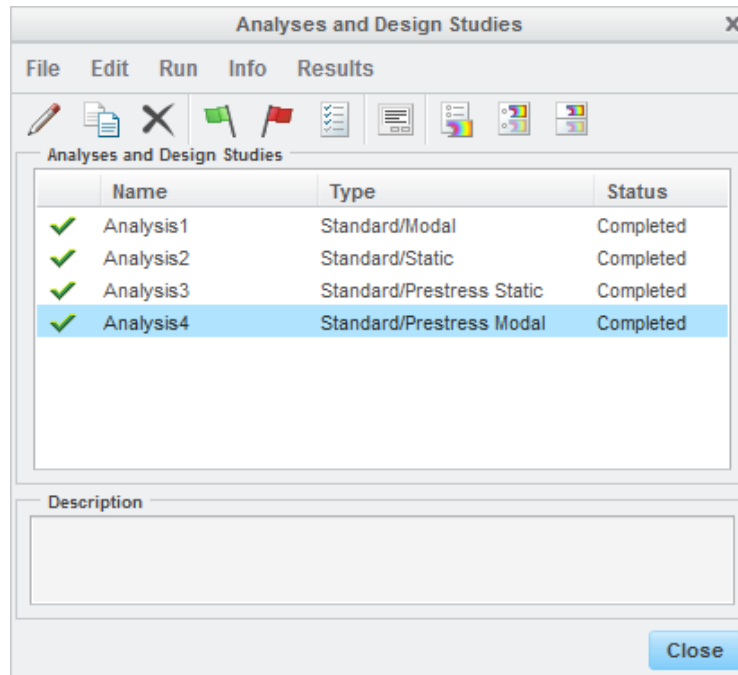 Analyses and Design Studies
File Edit Run Info Results
Analyses and Design Studies
Name Type Status
Analysis1 Standard/Modal Completed
Analysis2 Standard/Static Completed
Analysis3 Standard/Prestress Static Completed
Analysis4 Standard/Prestress Modal Completed
Description
Close